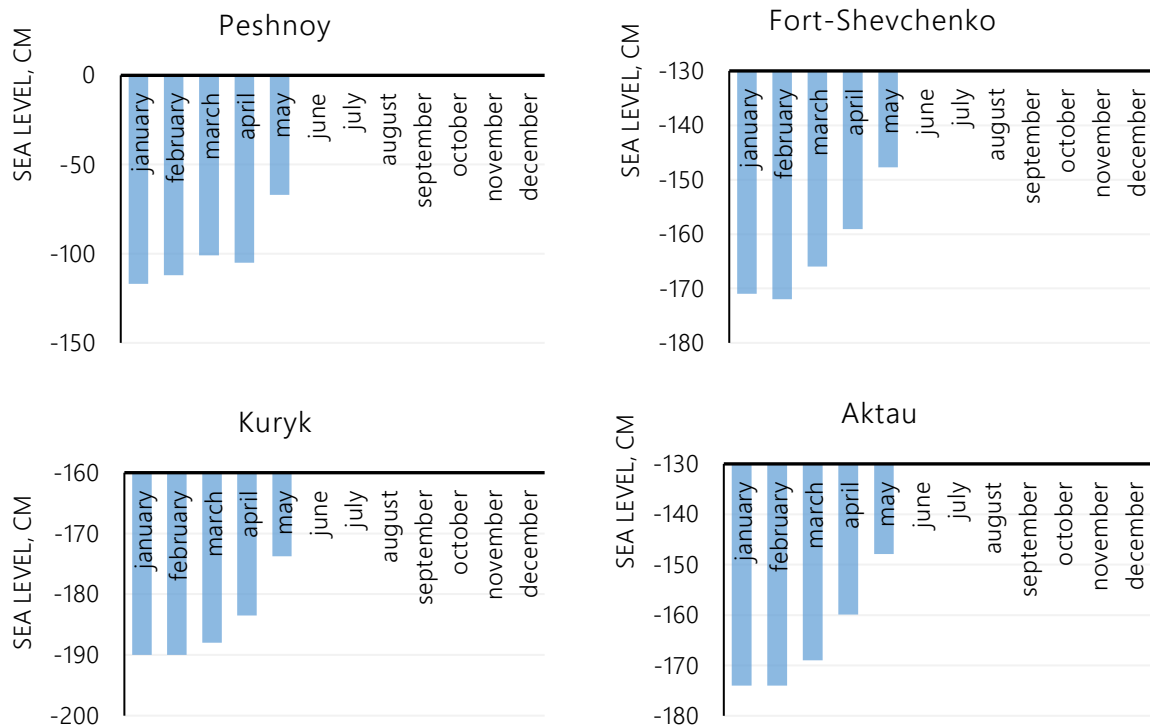 Peshnoy
SEA LEVEL, CM
0
-50
-100
-150
january
february
march
april
may
june
july
august
september
october
november
december
Fort-Shevchenko
SEA LEVEL, CM
-130
-140
-150
-160
-170
-180
january
february
march
april
may
june
july
august
september
october
november
december
Kuryk
SEA LEVEL, CM
-160
-170
-180
-190
-200
january
february
march
april
may
june
july
august
september
october
november
december
Aktau
SEA LEVEL, CM
-130
-140
-150
-160
-170
-180
january
february
march
april
may
june
july
august
september
october
november
december